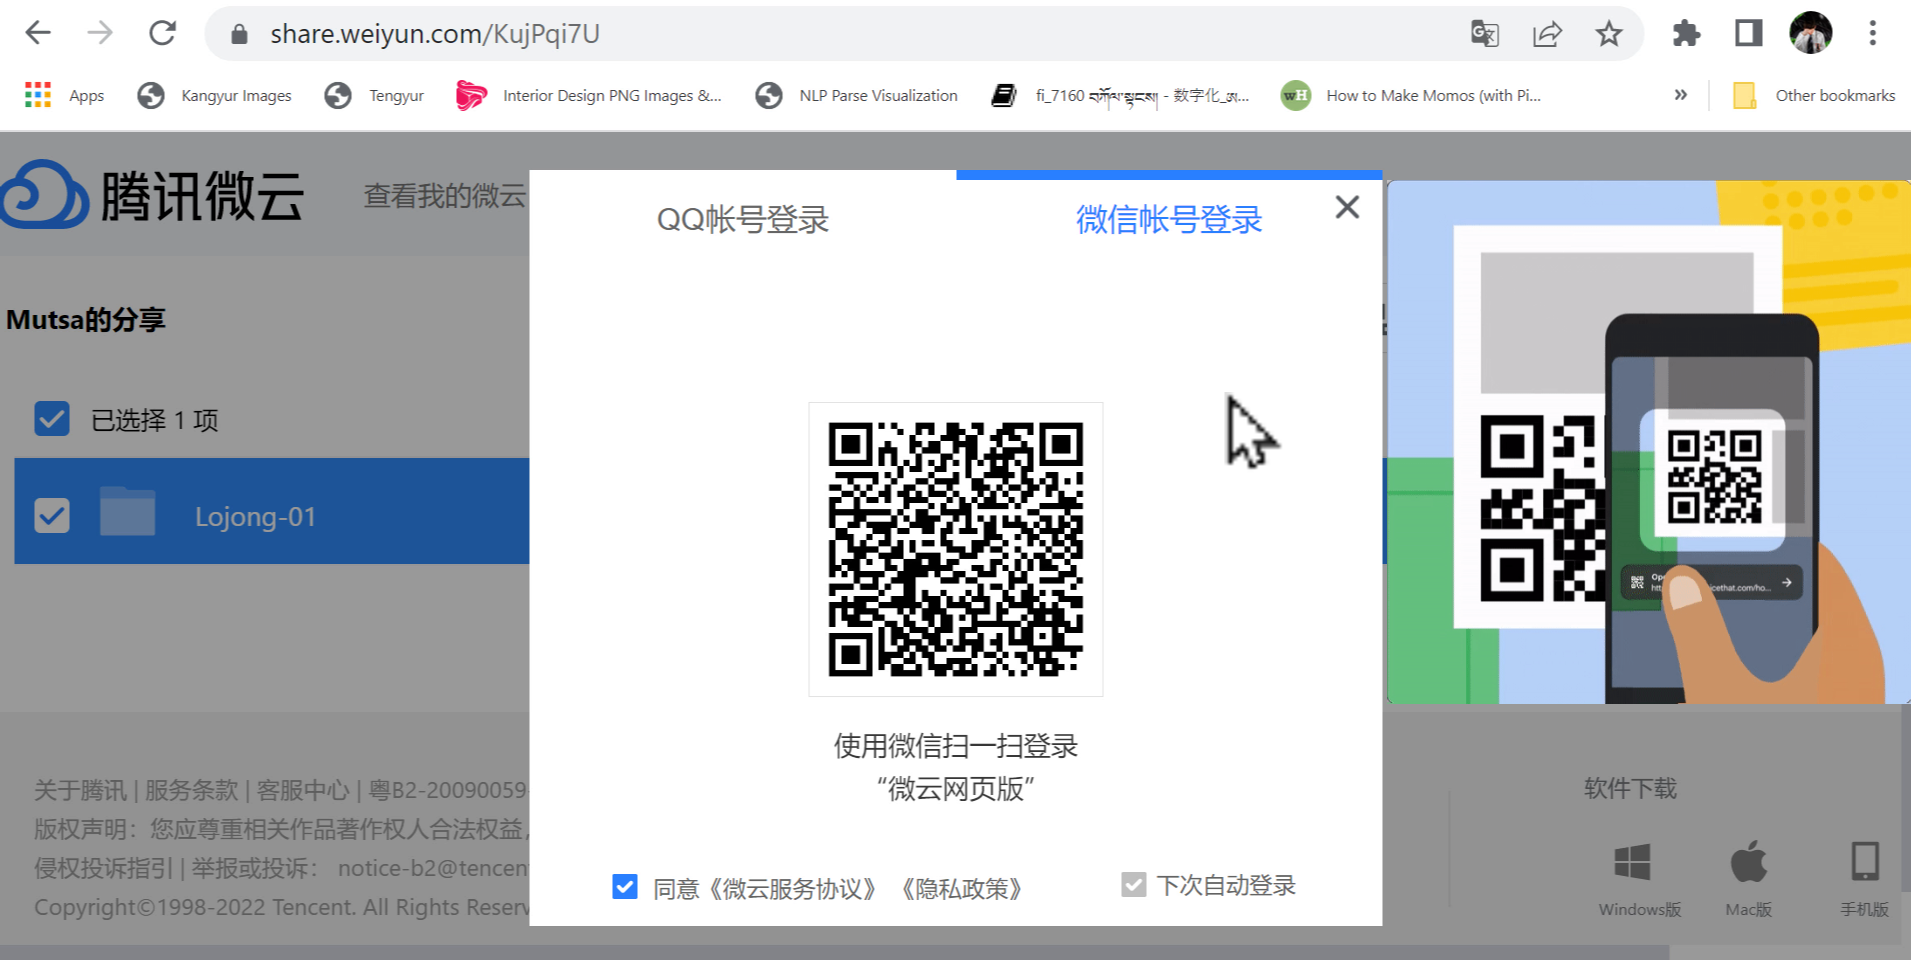 share.weiyun.com/KujPqi7U
Apps
Kangyur Images
Tengyur
Interior Design PNG Images &...
NLP Parse Visualization
fi_7160 བཀོལ་སྟངས། - 数字化_ཨ...
wH
How to Make Momos (with Pi...
»
Other bookmarks
腾讯微云
查看我的微云
QQ帐号登录
微信帐号登录
Mutsa的分享
已选择 1 项
Lojong-01
使用微信扫一扫登录
“微云网页版”
同意《微云服务协议》 《隐私政策》
下次自动登录
关于腾讯 | 服务条款 | 客服中心 | 粤B2-20090059-
版权声明：您应尊重相关作品著作权人合法权益，
侵权投诉指引 | 举报或投诉： notice-b2@tencen
Copyright©1998-2022 Tencent. All Rights Reserv
软件下载
Windows版
Mac版
手机版